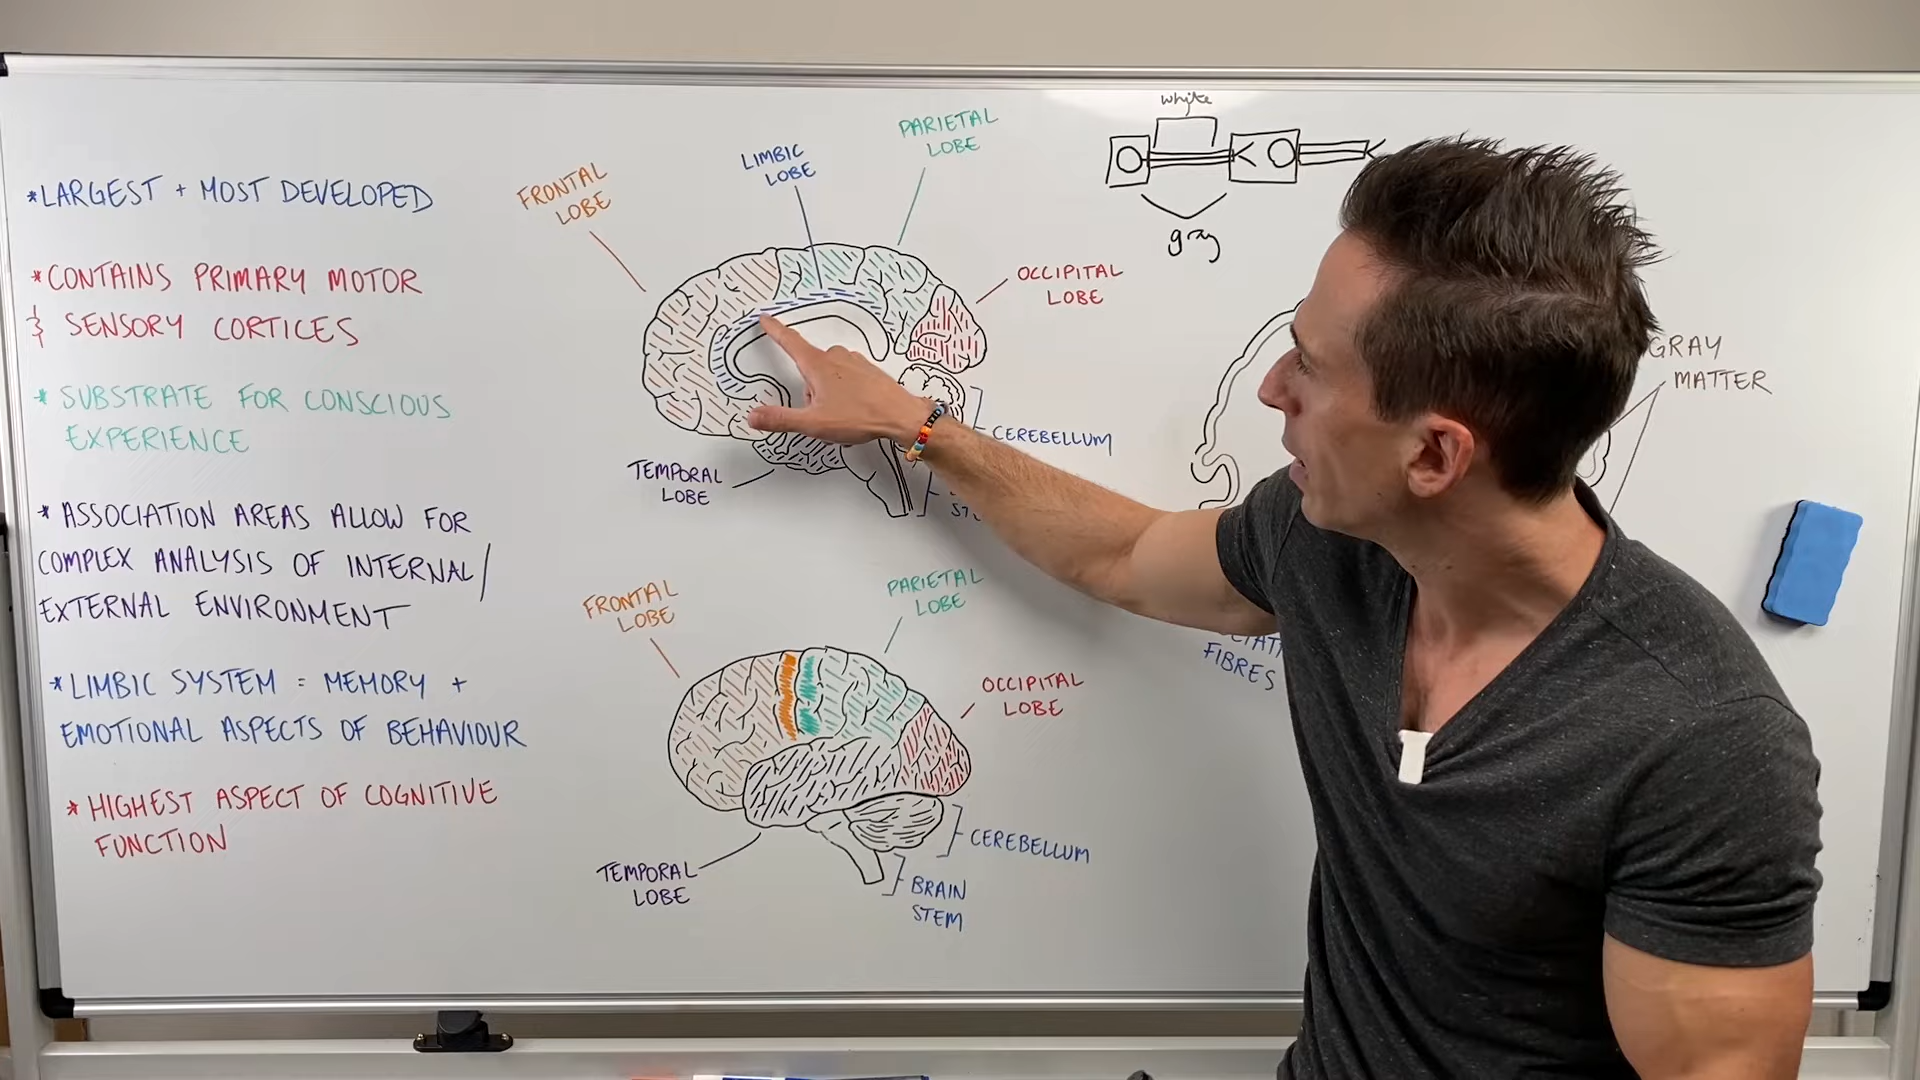 *LARGEST + MOST DEVELOPED
*CONTAINS PRIMARY MOTOR
& SENSORY CORTICES
* SUBSTRATE FOR CONSCIOUS
EXPERIENCE
* ASSOCIATION AREAS ALLOW FOR
COMPLEX ANALYSIS OF INTERNAL/
EXTERNAL ENVIRONMENT
*LIMBIC SYSTEM = MEMORY +
EMOTIONAL ASPECTS OF BEHAVIOUR
* HIGHEST ASPECT OF COGNITIVE
FUNCTION
FRONTAL
LOBE
LIMBIC
LOBE
PARIETAL
LOBE
OCCIPITAL
LOBE
CEREBELLUM
TEMPORAL
LOBE
FRONTAL
LOBE
PARIETAL
LOBE
OCCIPITAL
LOBE
CEREBELLUM
TEMPORAL
LOBE
BRAIN
STEM
white
gray
GRAY
MATTER
FIBRES